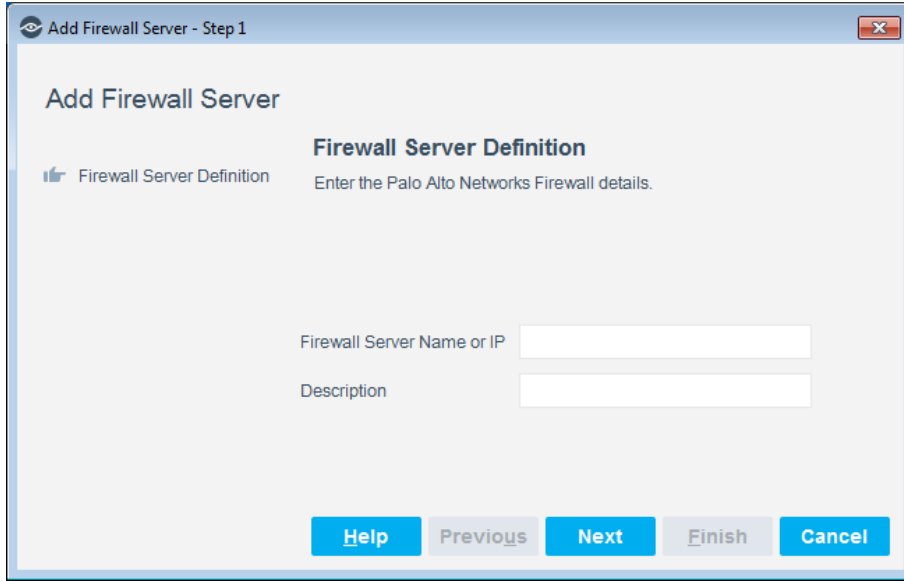 Add Firewall Server - Step 1
Add Firewall Server
Firewall Server Definition
Firewall Server Definition
Enter the Palo Alto Networks Firewall details.
Firewall Server Name or IP
Description
Help Previous Next Finish Cancel